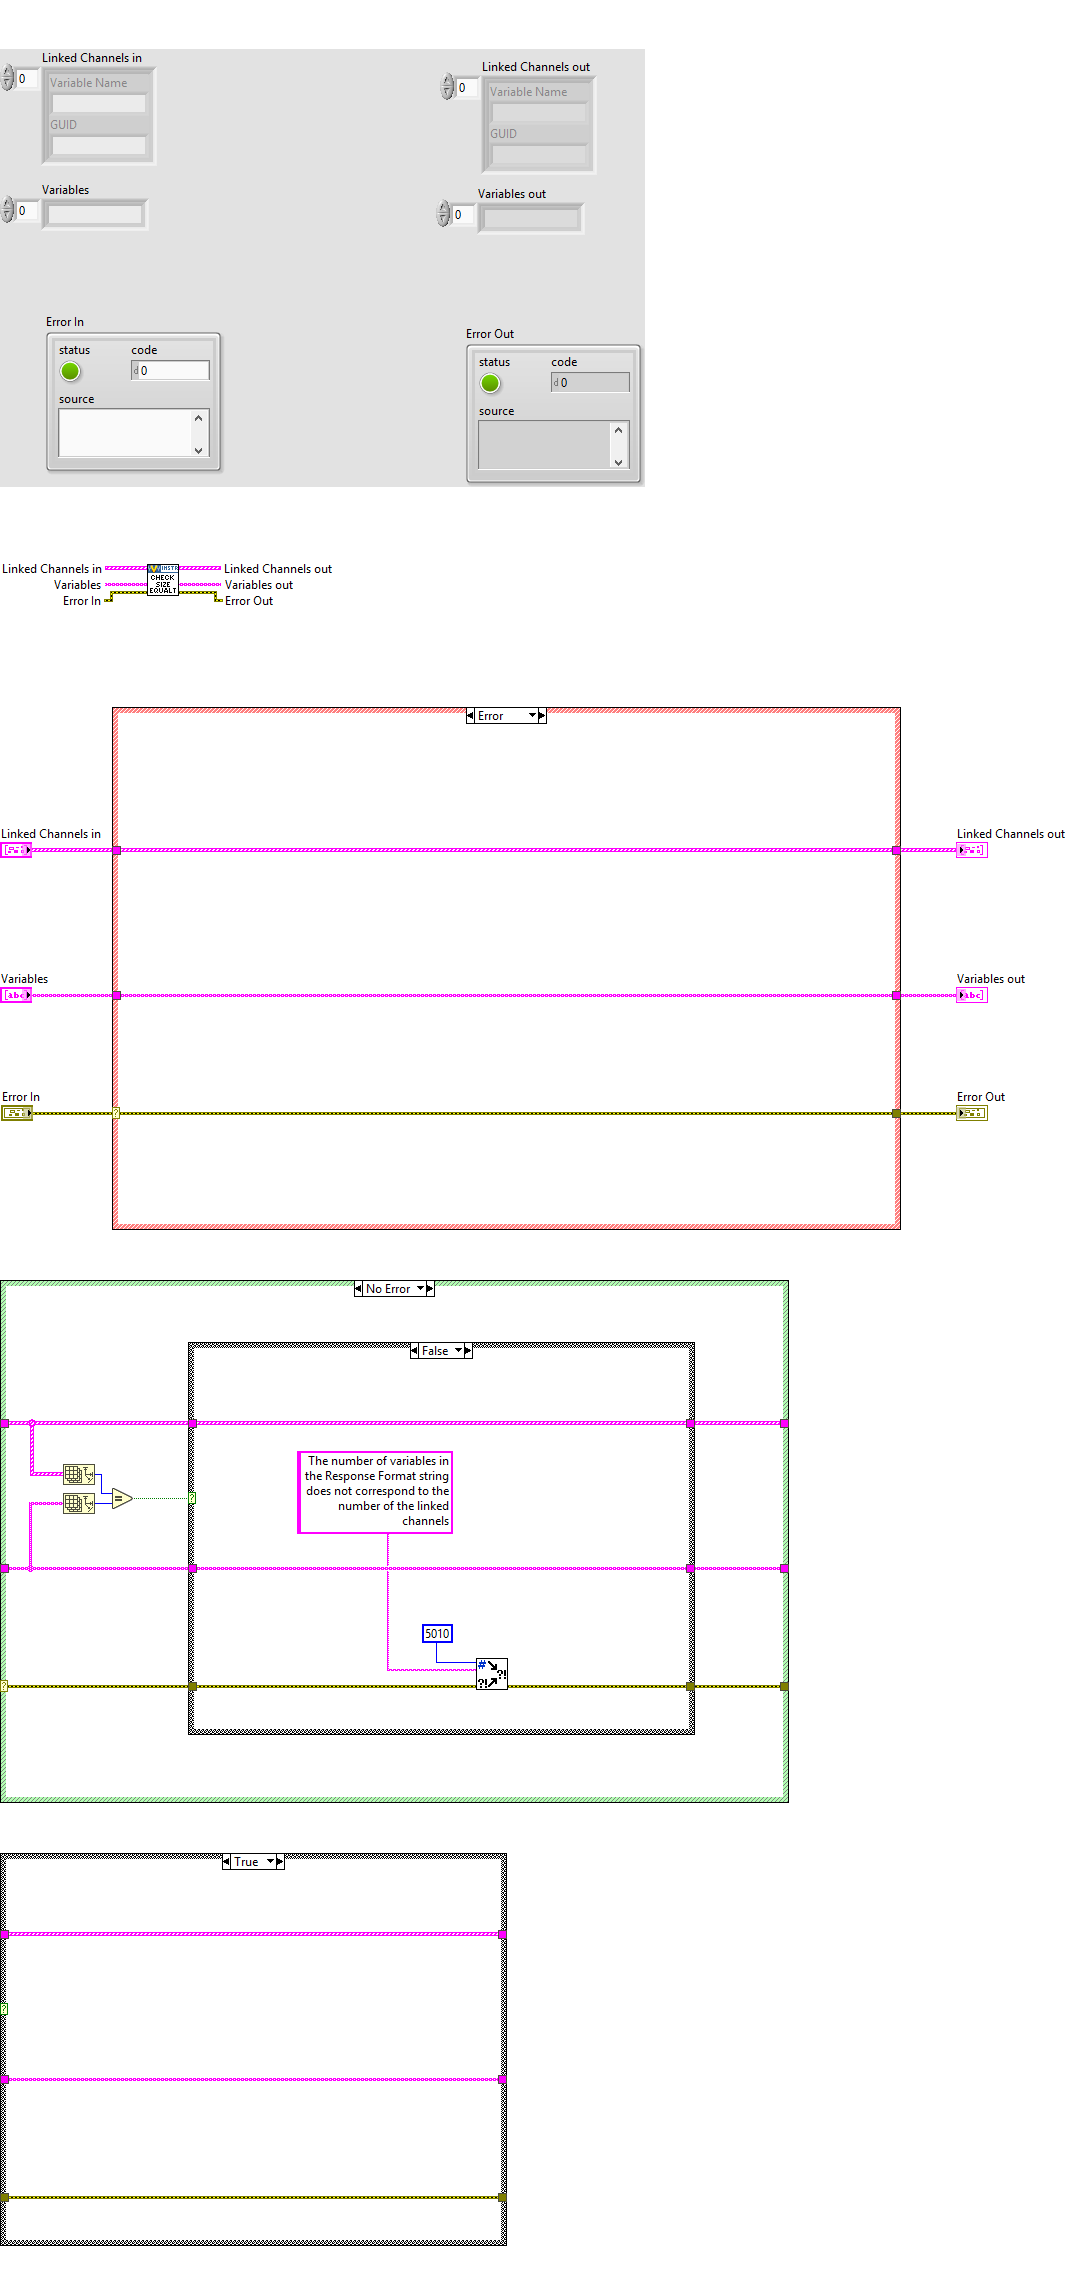 Linked Channels in
0
Variable Name
GUID
Linked Channels out
0
Variable Name
GUID
Variables
0
Variables out
0
Error In
status
code
d 0
source
Error Out
status
code
d 0
source
Linked Channels in
Variables
Error In
INSTR
CHECK
SIZE
EQUALT
Linked Channels out
Variables out
Error Out
Error
Linked Channels in
Linked Channels out
Variables
abc
Variables out
abc
Error In
?
Error Out
No Error
False
The number of variables in
the Response Format string
does not correspond to the
number of the linked
channels
=
?
5010
# ?!
?!
?
True
?